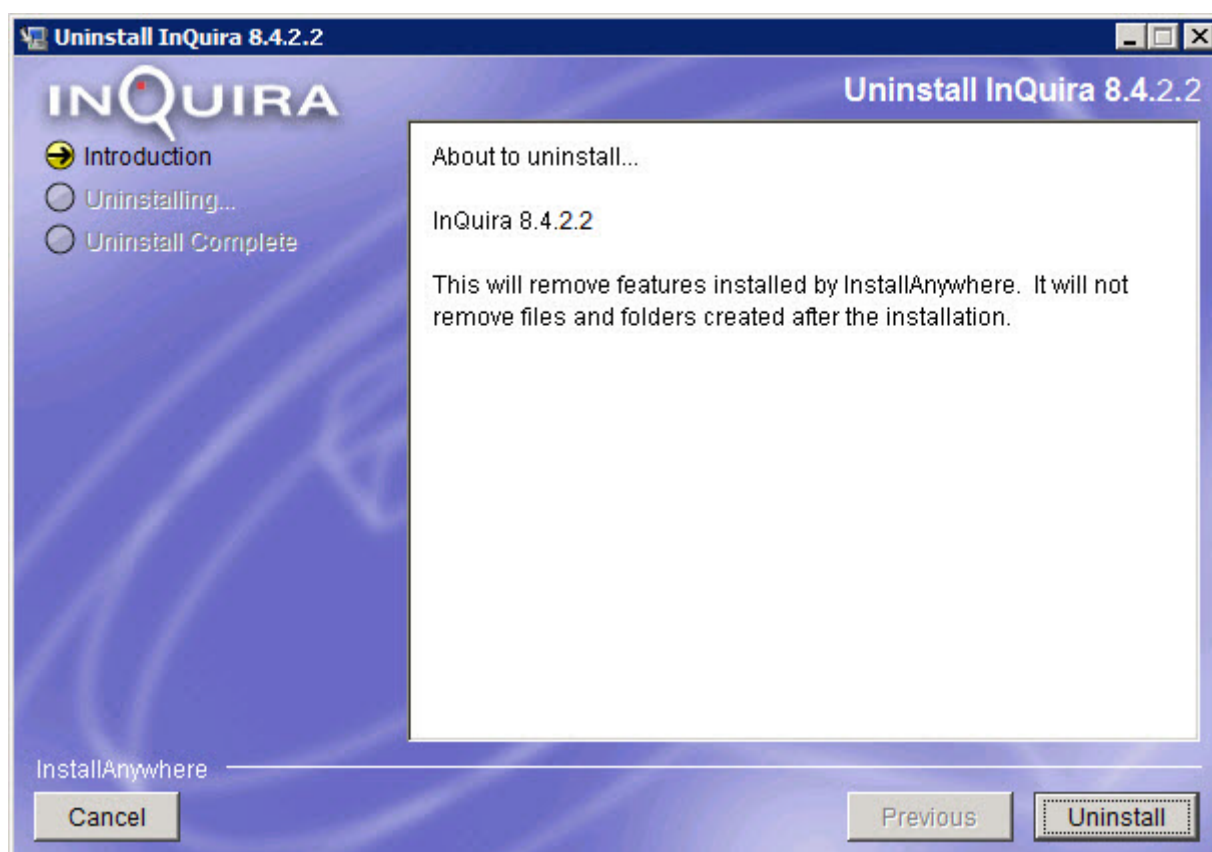 Uninstall InQuira 8.4.2.2
INQUIRA
Uninstall InQuira 8.4.2.2
Introduction
Uninstalling...
Uninstall Complete
About to uninstall...
InQuira 8.4.2.2
This will remove features installed by InstallAnywhere.  It will not
remove files and folders created after the installation.
InstallAnywhere
Cancel
Previous
Uninstall